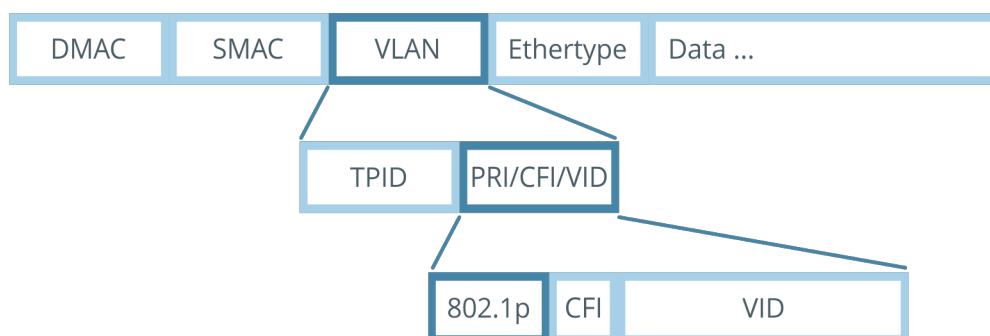 DMAC SMAC VLAN Ethertype Data ...
TPID PRI/CFI/VID
802.1p CFI VID